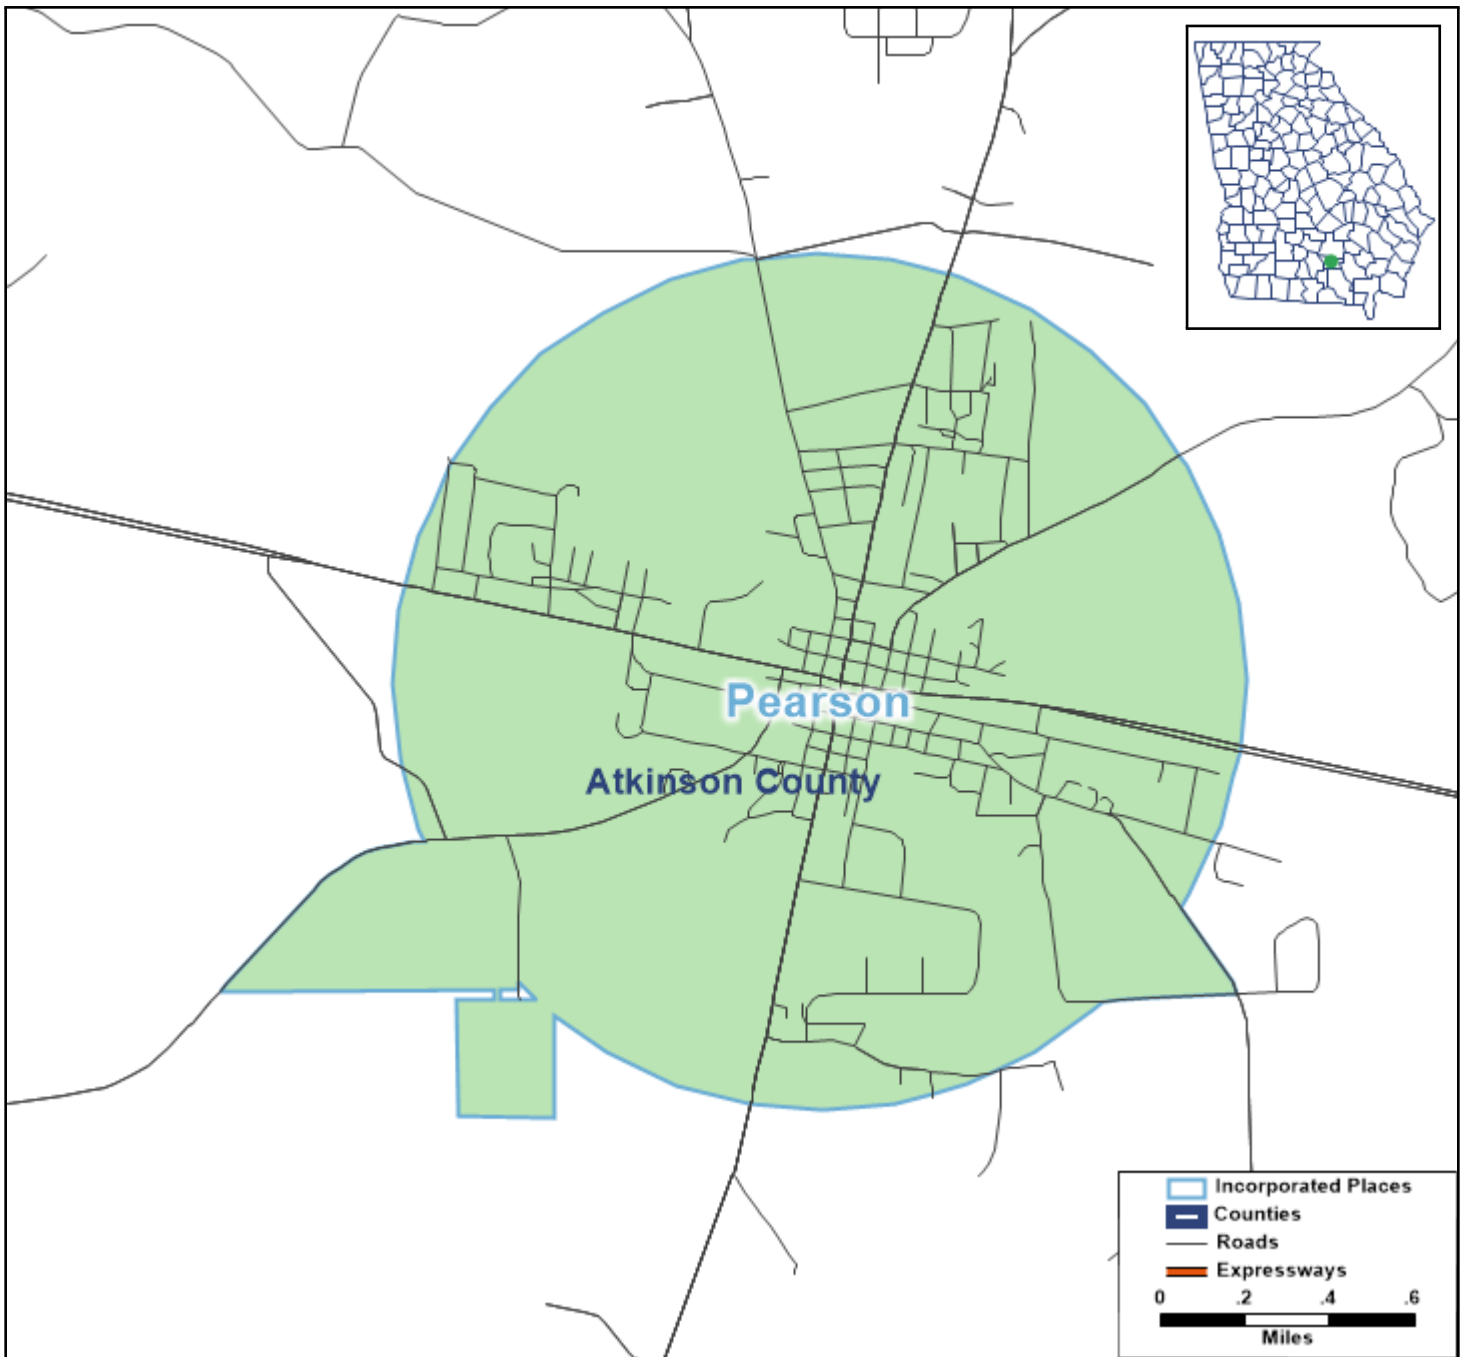 Pearson
Atkinson County
Incorporated Places
Counties
Roads
Expressways
0 .2 .4 .6
Miles